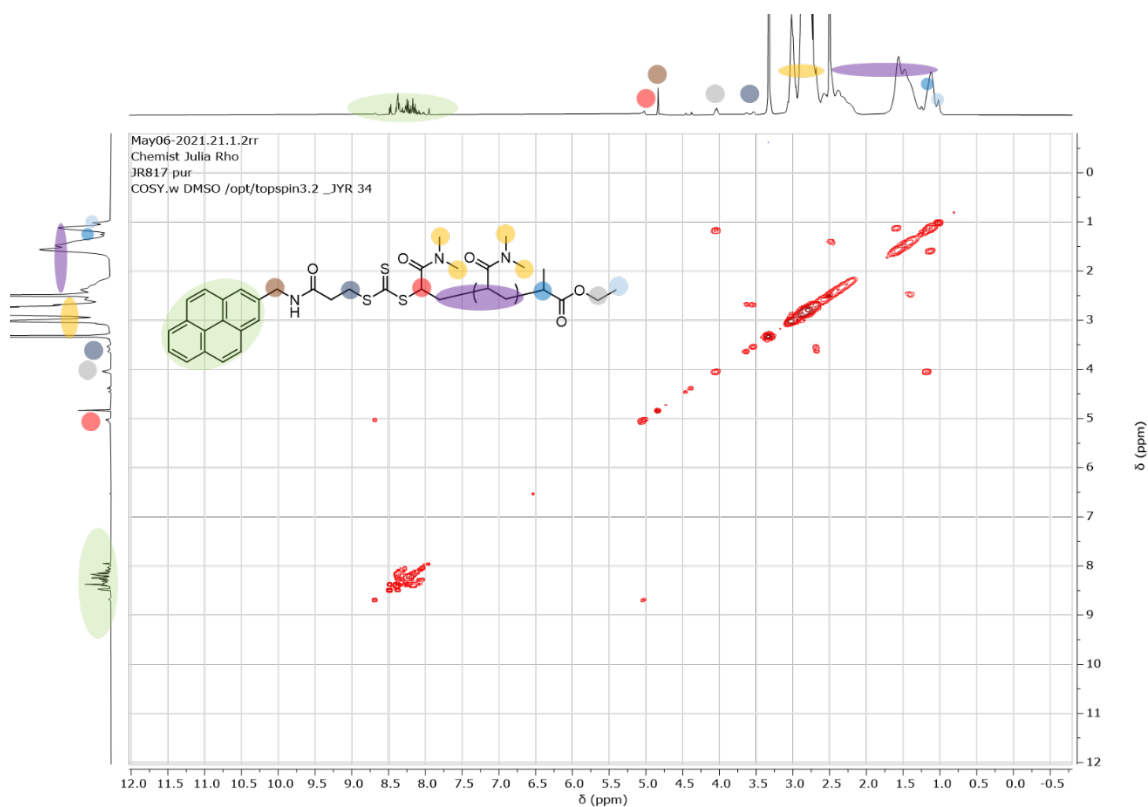 May06-2021.21.1.2rr
Chemist Julia Rho
JR817 pur
COSY.w DMSO /opt/topspin3.2 _JYR 34
O
N
O
N
O
S
N
H
S
S
O
O
0
1
2
3
4
5
6
7
8
9
10
11
12
δ (ppm)
12.0 11.5 11.0 10.5 10.0 9.5 9.0 8.5 8.0 7.5 7.0 6.5 6.0 5.5 5.0 4.5 4.0 3.5 3.0 2.5 2.0 1.5 1.0 0.5 0.0 -0.5
δ (ppm)